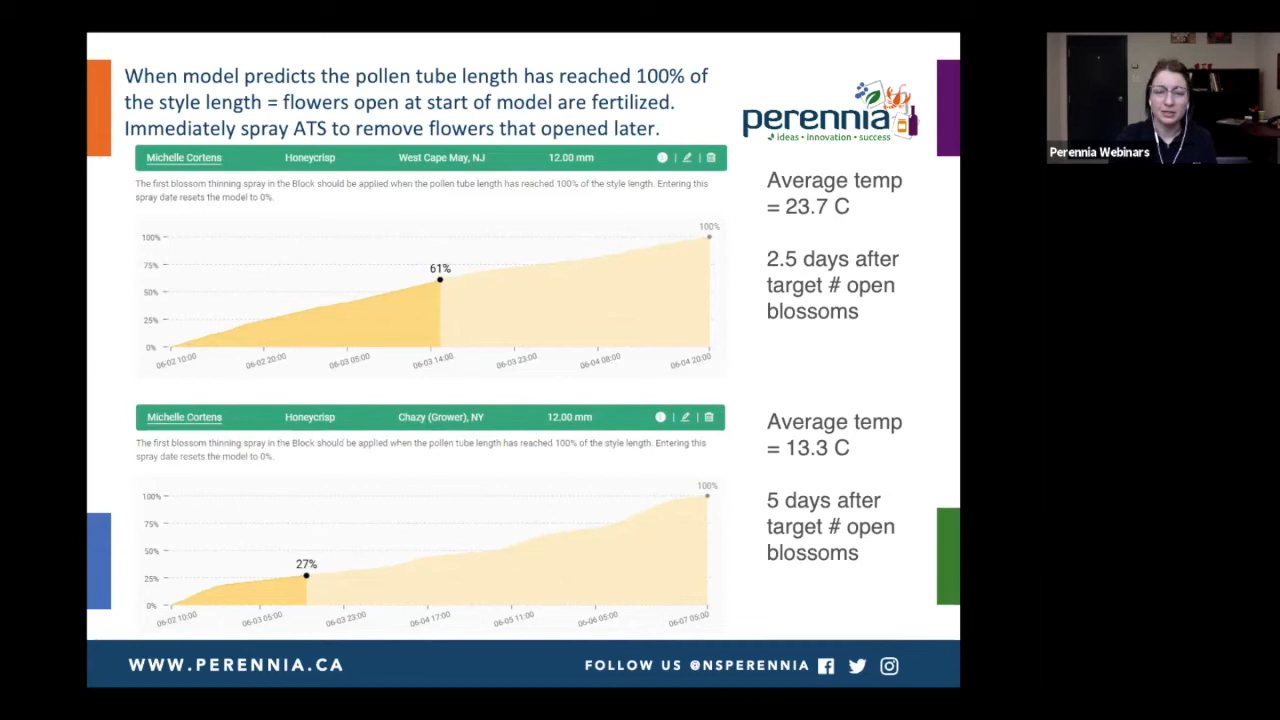 When model predicts the pollen tube length has reached 100% of
the style length = flowers open at start of model are fertilized.
Immediately spray ATS to remove flowers that opened later.
perennia
ideas • innovation • success
Perennia Webinars
Michelle Cortens Honeycrisp West Cape May, NJ 12.00 mm
The first blossom thinning spray in the Block should be applied when the pollen tube length has reached 100% of the style length. Entering this
spray date resets the model to 0%.
100%
100%
75%
61%
50%
25%
0%
06-02 10:00 06-02 20:00 06-03 05:00 06-03 14:00 06-03 23:00 06-04 08:00 06-04 20:00
Average temp
= 23.7 C
2.5 days after
target # open
blossoms
Michelle Cortens Honeycrisp Chazy (Grower), NY 12.00 mm
The first blossom thinning spray in the Block should be applied when the pollen tube length has reached 100% of the style length. Entering this
spray date resets the model to 0%.
100%
100%
75%
50%
27%
25%
0%
06-02 10:00 06-03 05:00 06-03 23:00 06-04 17:00 06-05 11:00 06-06 05:00 06-07 05:00
Average temp
= 13.3 C
5 days after
target # open
blossoms
WWW.PERENNIA.CA
FOLLOW US @NSPERENNIA